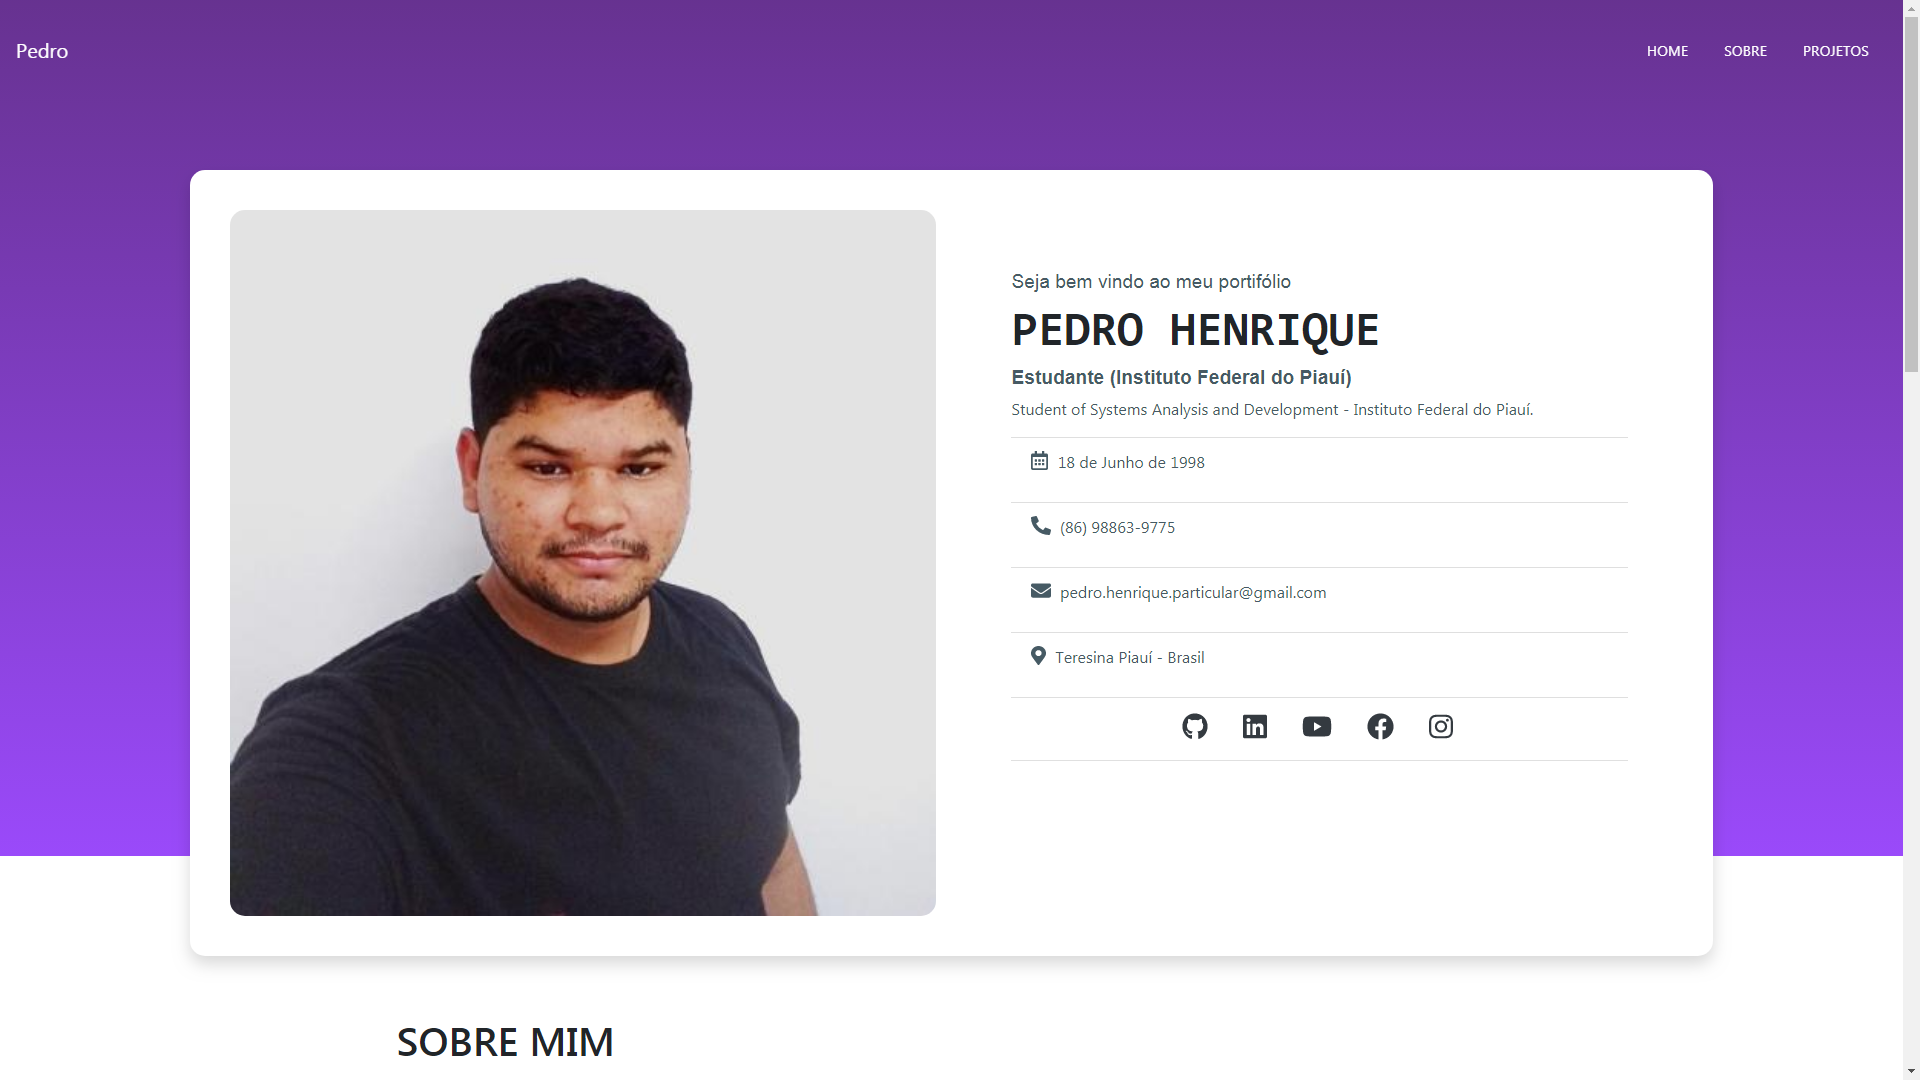 Pedro
HOME SOBRE PROJETOS
Seja bem vindo ao meu portifólio
PEDRO HENRIQUE
Estudante (Instituto Federal do Piauí)
Student of Systems Analysis and Development - Instituto Federal do Piauí.
18 de Junho de 1998
(86) 98863-9775
pedro.henrique.particular@gmail.com
Teresina Piauí - Brasil
SOBRE MIM